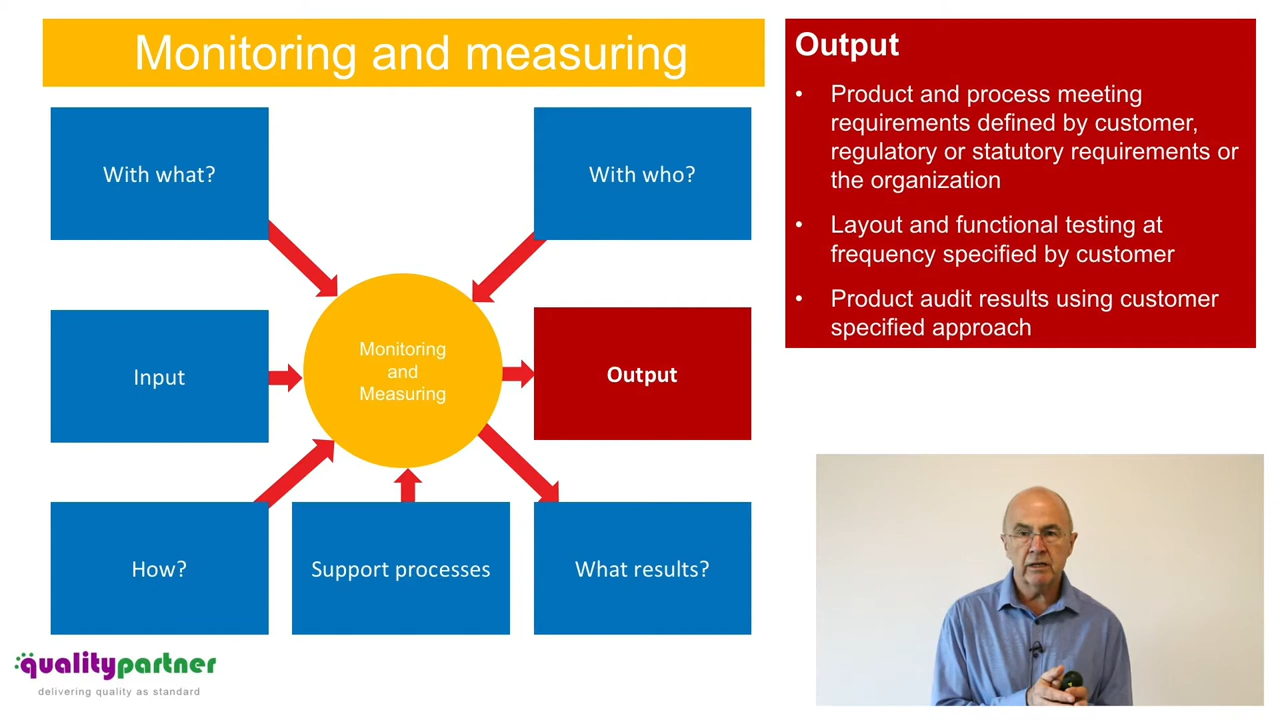 Monitoring and measuring
With what?
With who?
Input
Monitoring
and
Measuring
Output
How?
Support processes
What results?
Output
• Product and process meeting
requirements defined by customer,
regulatory or statutory requirements or
the organization
• Layout and functional testing at
frequency specified by customer
• Product audit results using customer
specified approach
qualitypartner
delivering quality as standard